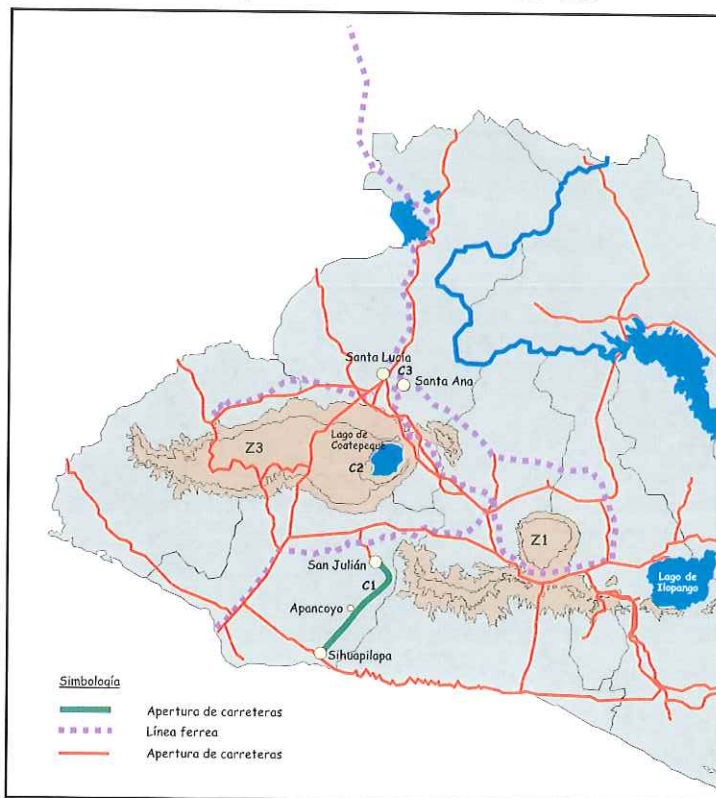 Santa Lucia
C3
Santa Ana
Lago de
Coatepeque
Z3
C2
Z1
San Julián
C1
Lago de
Ilopango
Apancoyo
Sihuapilapa
Simbología
Apertura de carreteras
Línea ferrea
Apertura de carreteras